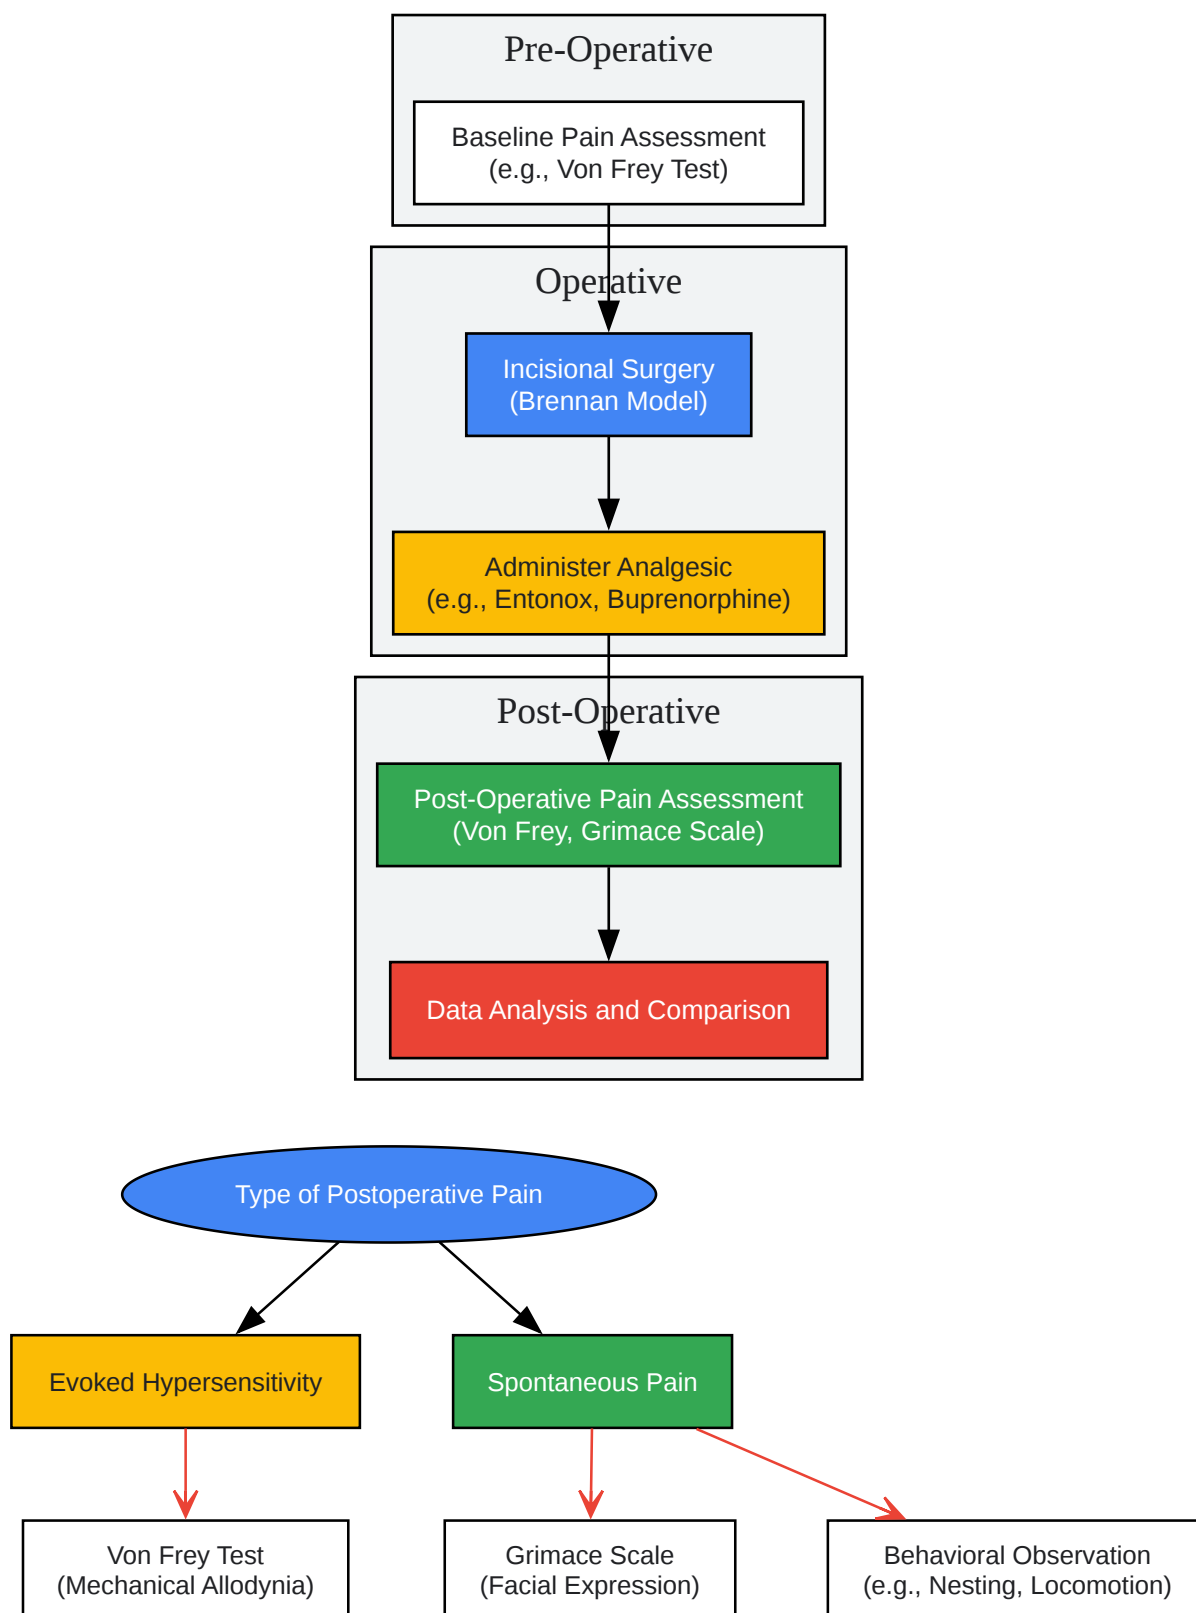 Pre-Operative
Baseline Pain Assessment
(e.g., Von Frey Test)
Operative
Incisional Surgery
(Brennan Model)
Administer Analgesic
(e.g., Entonox, Buprenorphine)
Post-Operative
Post-Operative Pain Assessment
(Von Frey, Grimace Scale)
Data Analysis and Comparison
Type of Postoperative Pain
Evoked Hypersensitivity
Spontaneous Pain
Von Frey Test
(Mechanical Allodynia)
Grimace Scale
(Facial Expression)
Behavioral Observation
(e.g., Nesting, Locomotion)